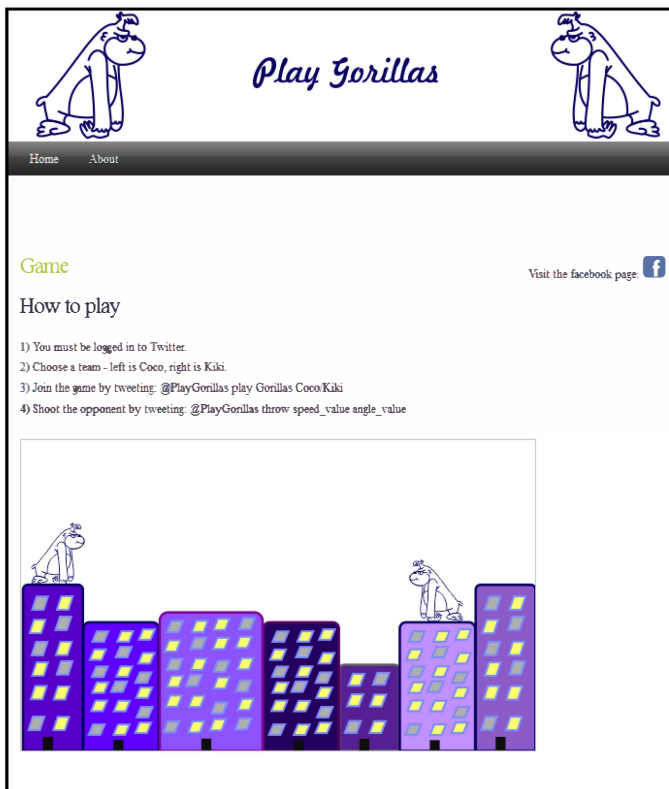 Play Gorillas
Home About
Game
Visit the facebook page: f
How to play
1) You must be logged in to Twitter.
2) Choose a team - left is Coco, right is Kiki.
3) Join the game by tweeting: @PlayGorillas play Gorillas Coco/Kiki
4) Shoot the opponent by tweeting: @PlayGorillas throw speed_value angle_value